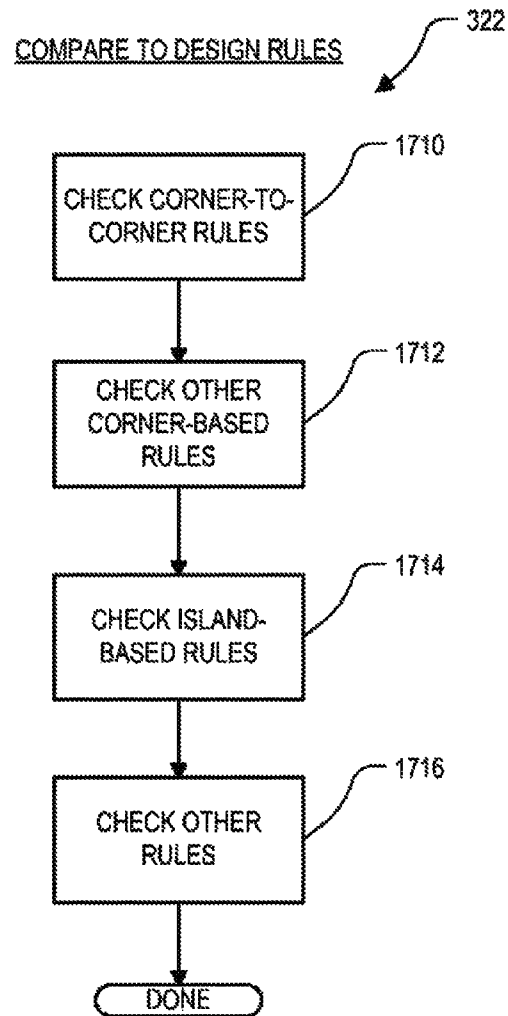 COMPARE TO DESIGN RULES
322
1710
CHECK CORNER-TO-
CORNER RULES
1712
CHECK OTHER
CORNER-BASED
RULES
1714
CHECK ISLAND-
BASED RULES
1716
CHECK OTHER
RULES
DONE